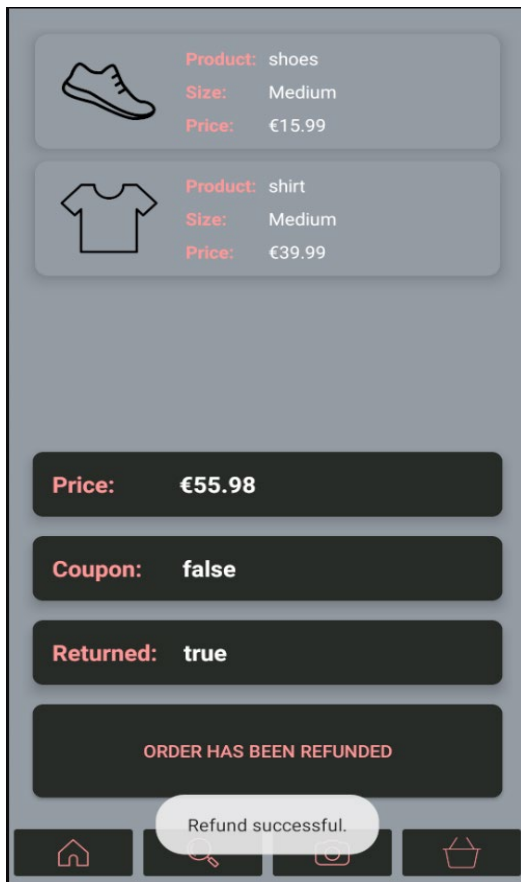 Product: shoes
Size: Medium
Price: €15.99
Product: shirt
Size: Medium
Price: €39.99
Price: €55.98
Coupon: false
Returned: true
ORDER HAS BEEN REFUNDED
Refund successful.